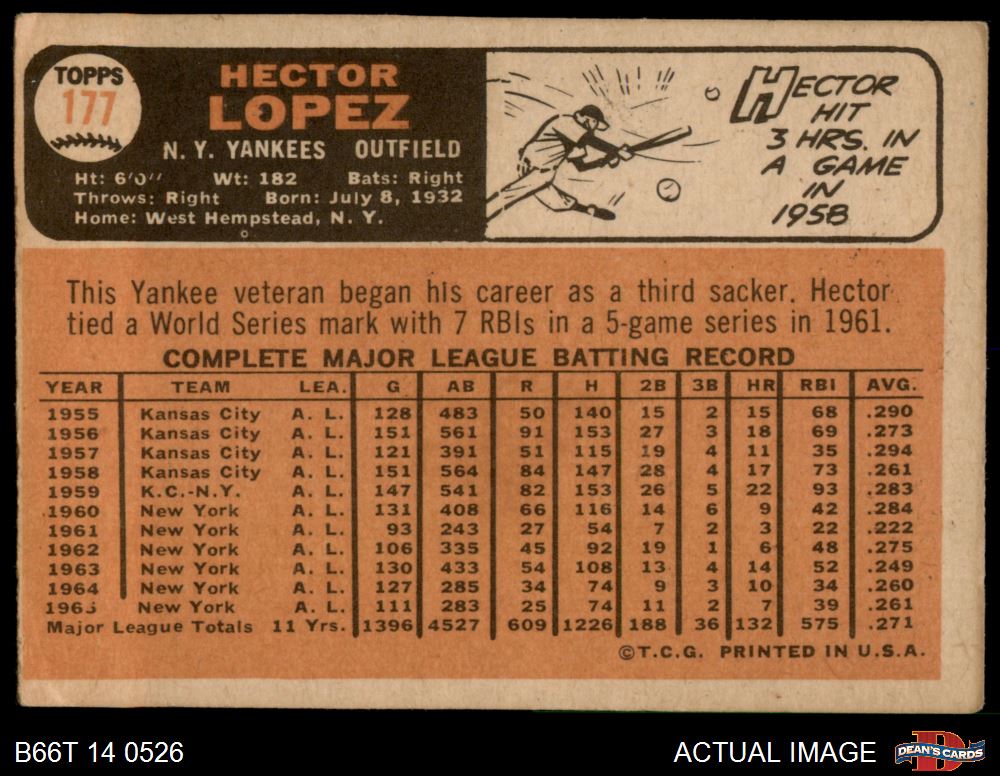 TOPPS
177
HECTOR
LOPEZ
N. Y. YANKEES OUTFIELD
Ht: 6'0" Wt: 182 Bats: Right
Throws: Right Born: July 8, 1932
Home: West Hempstead, N. Y.
HECTOR
HIT
3 HRS. IN
A GAME
IN
1958
This Yankee veteran began his career as a third sacker. Hector
tied a World Series mark with 7 RBIs in a 5-game series in 1961.
COMPLETE MAJOR LEAGUE BATTING RECORD
YEAR TEAM LEA. G AB R H 2B 3B HR RBI AVG.
1955 Kansas City A. L. 128 483 50 140 15 2 15 68 .290
1956 Kansas City A. L. 151 561 91 153 27 3 18 69 .273
1957 Kansas City A. L. 121 391 51 115 19 4 11 35 .294
1958 Kansas City A. L. 151 564 84 147 28 4 17 73 .261
1959 K.C.-N.Y. A. L. 147 541 82 153 26 5 22 93 .283
1960 New York A. L. 131 408 66 116 14 6 9 42 .284
1961 New York A. L. 93 243 27 54 7 2 3 22 .222
1962 New York A. L. 106 335 45 92 19 1 6 48 .275
1963 New York A. L. 130 433 54 108 13 4 14 52 .249
1964 New York A. L. 127 285 34 74 9 3 10 34 .260
1965 New York A. L. 111 283 25 74 11 2 7 39 .261
Major League Totals 11 Yrs. 1396 4527 609 1226 188 36 132 575 .271
©T.C.G. PRINTED IN U.S.A.
B66T 14 0526 ACTUAL IMAGE
D
DEAN'S CARDS